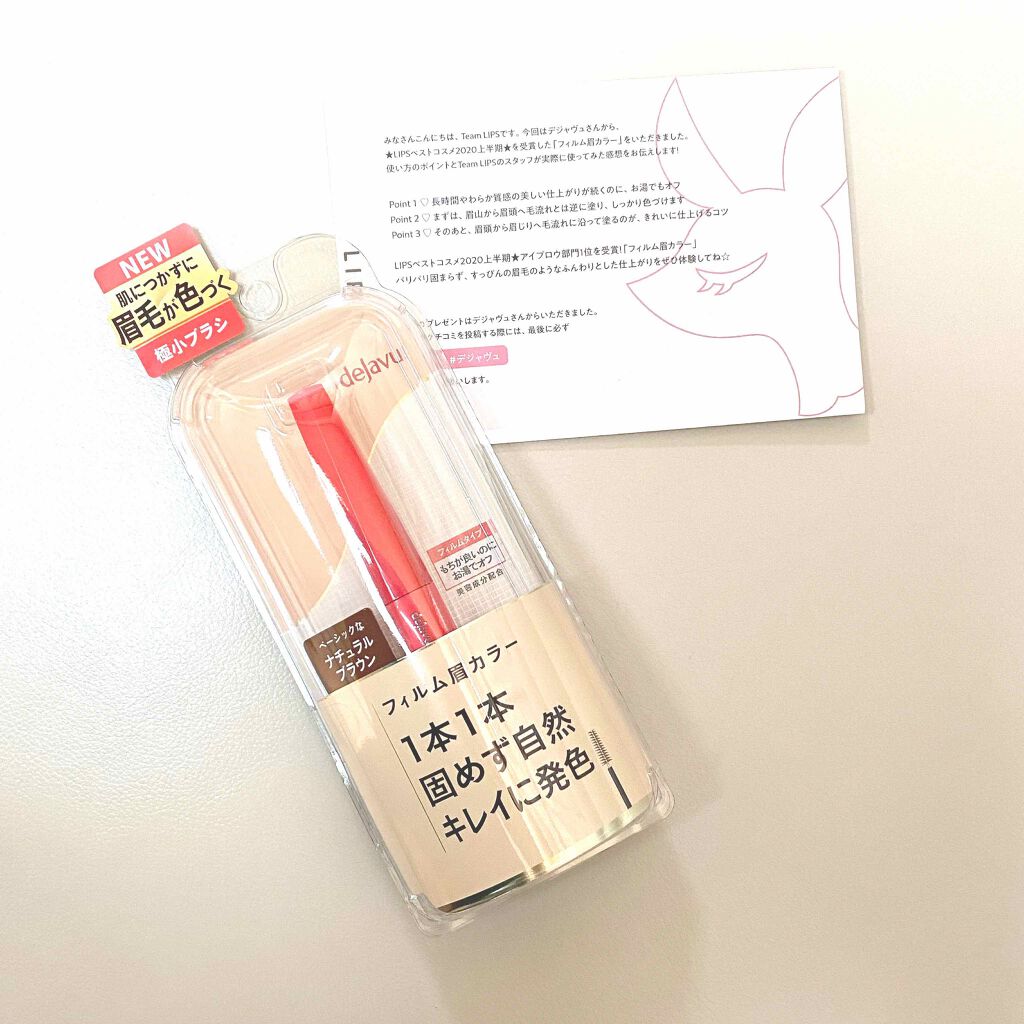 みなさんこんにちは、Team LIPSです。今回はデジャヴュさんから、
★LIPSベストコスメ2020上半期★を受賞した「フィルム眉カラー」をいただきました。
使い方のポイントとTeam LIPSのスタッフが実際に使ってみた感想をお伝えします!
Point 1 ♡ 長時間やわらか質感の美しい仕上がりが続くのに、お湯でもオフ
Point 2 ♡ まずは、眉山から眉頭へ毛流れとは逆に塗り、しっかり色づけます
Point 3 ♡ そのあと、眉頭から眉じりへ毛流れに沿って塗るのが、きれいに仕上げるコツ
LIPSベストコスメ2020上半期★アイブロウ部門1位を受賞!「フィルム眉カラー」
バリバリ固まらず、すっぴんの眉毛のようなふんわりとした仕上がりをぜひ体験してね☆
プレゼントはデジャヴュさんからいただきました。
クチコミを投稿する際には、最後に必ず
#デジャヴュ
いします。
NEW
肌につかずに
眉毛が色づく
極小ブラシ
dejavu
フィルムタイプ
もちが良いのに
お湯でオフ
美容成分配合
ベーシックな
ナチュラル
ブラウン
フィルム眉カラー
1本1本
固めず自然
キレイに発色